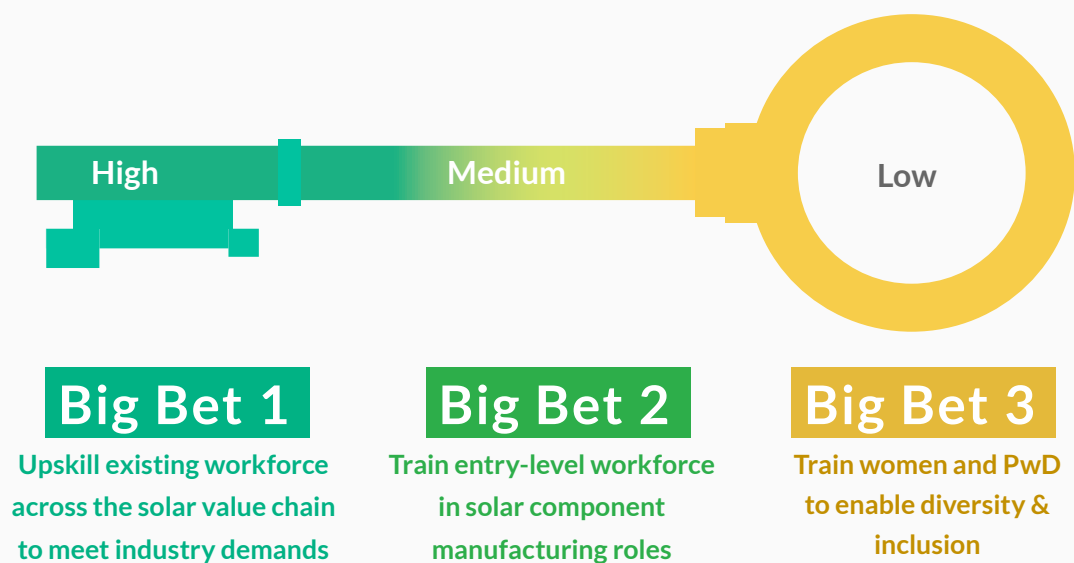 High
Medium
Low
Big Bet 1
Upskill existing workforce
across the solar value chain
to meet industry demands
Big Bet 2
Train entry-level workforce
in solar component
manufacturing roles
Big Bet 3
Train women and PwD
to enable diversity &
inclusion